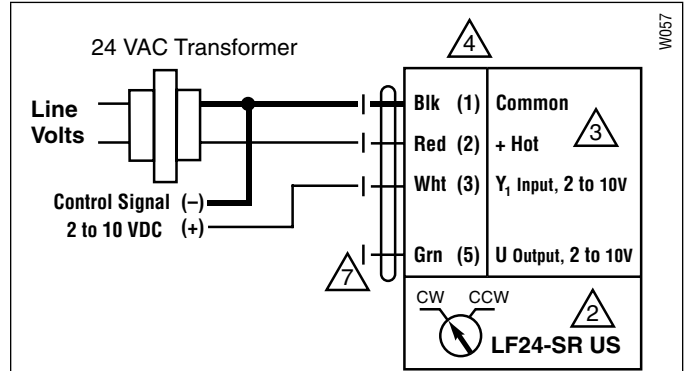 W057
24 VAC Transformer
4
Line
Volts
Blk (1) Common
3
Red (2) + Hot
Control Signal (–)
2 to 10 VDC (+)
Wht (3) Y₁ Input, 2 to 10V
7
Grn (5) U Output, 2 to 10V
CW CCW
2
LF24-SR US